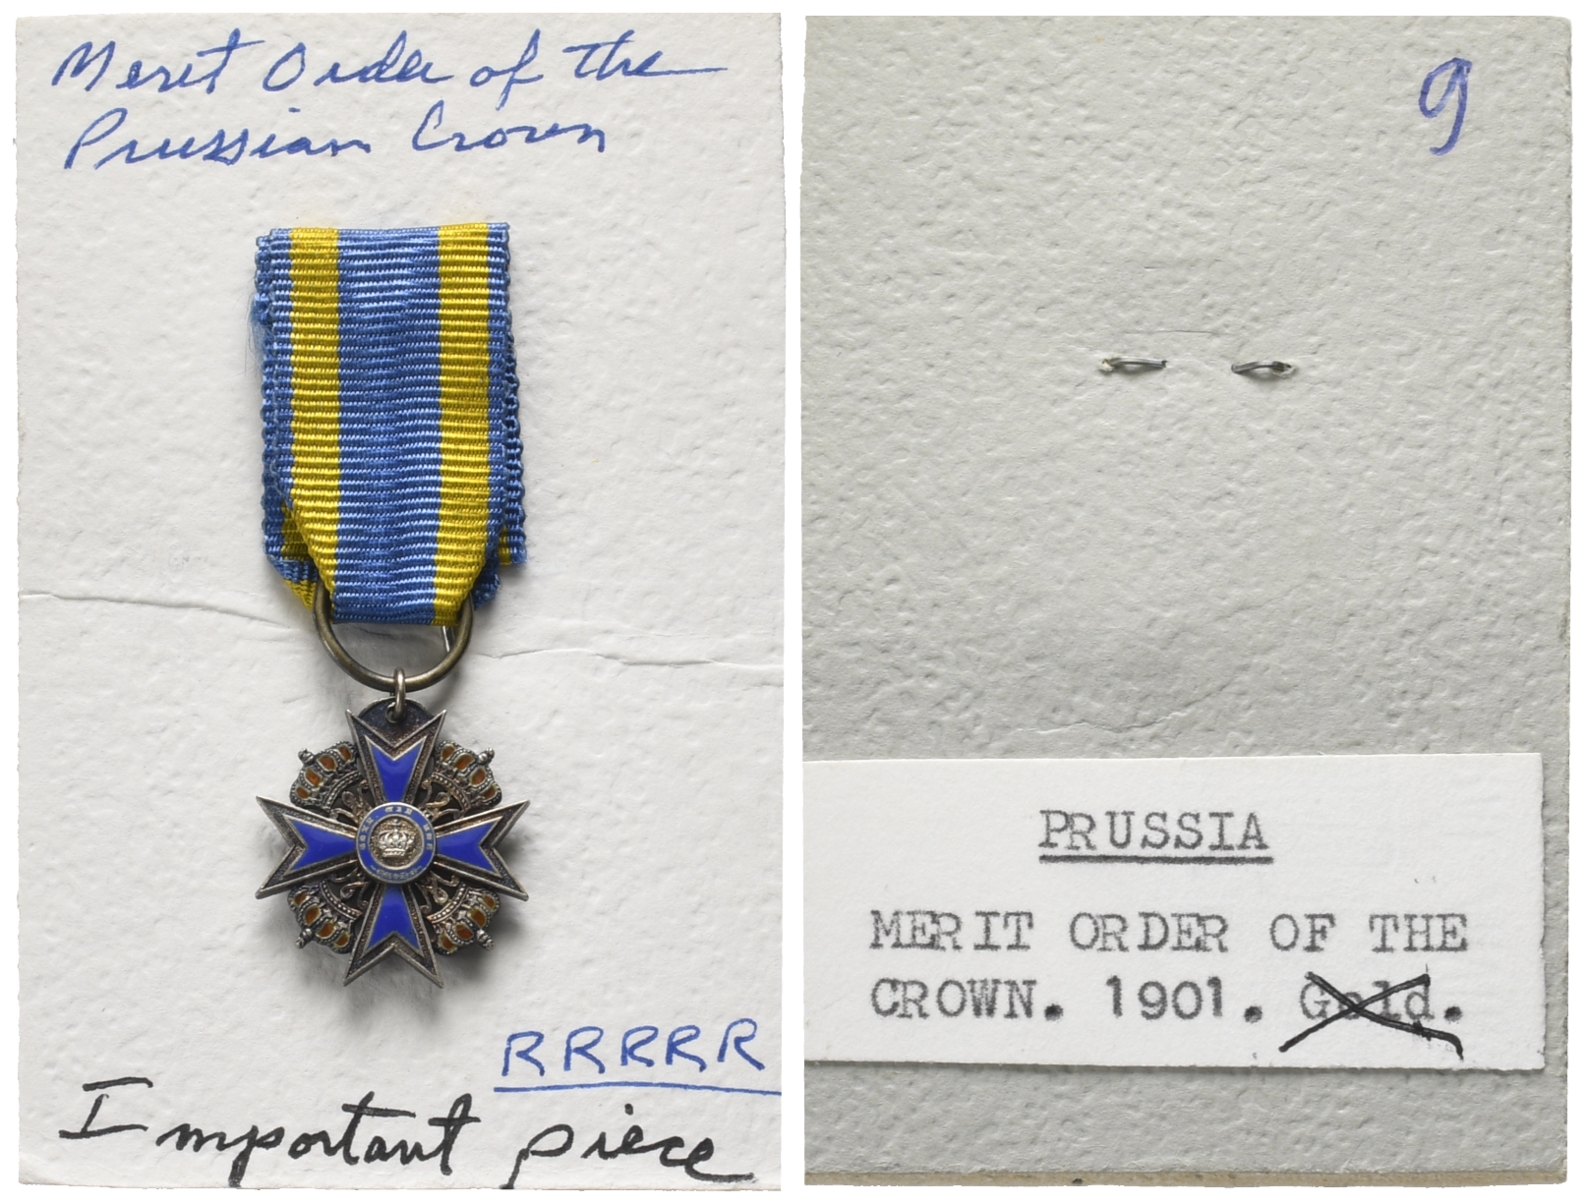 Merit Order of the
Prussian Crown
RRRRR
Important piece
9
PRUSSIA
MERIT ORDER OF THE
CROWN. 1901. Gold.